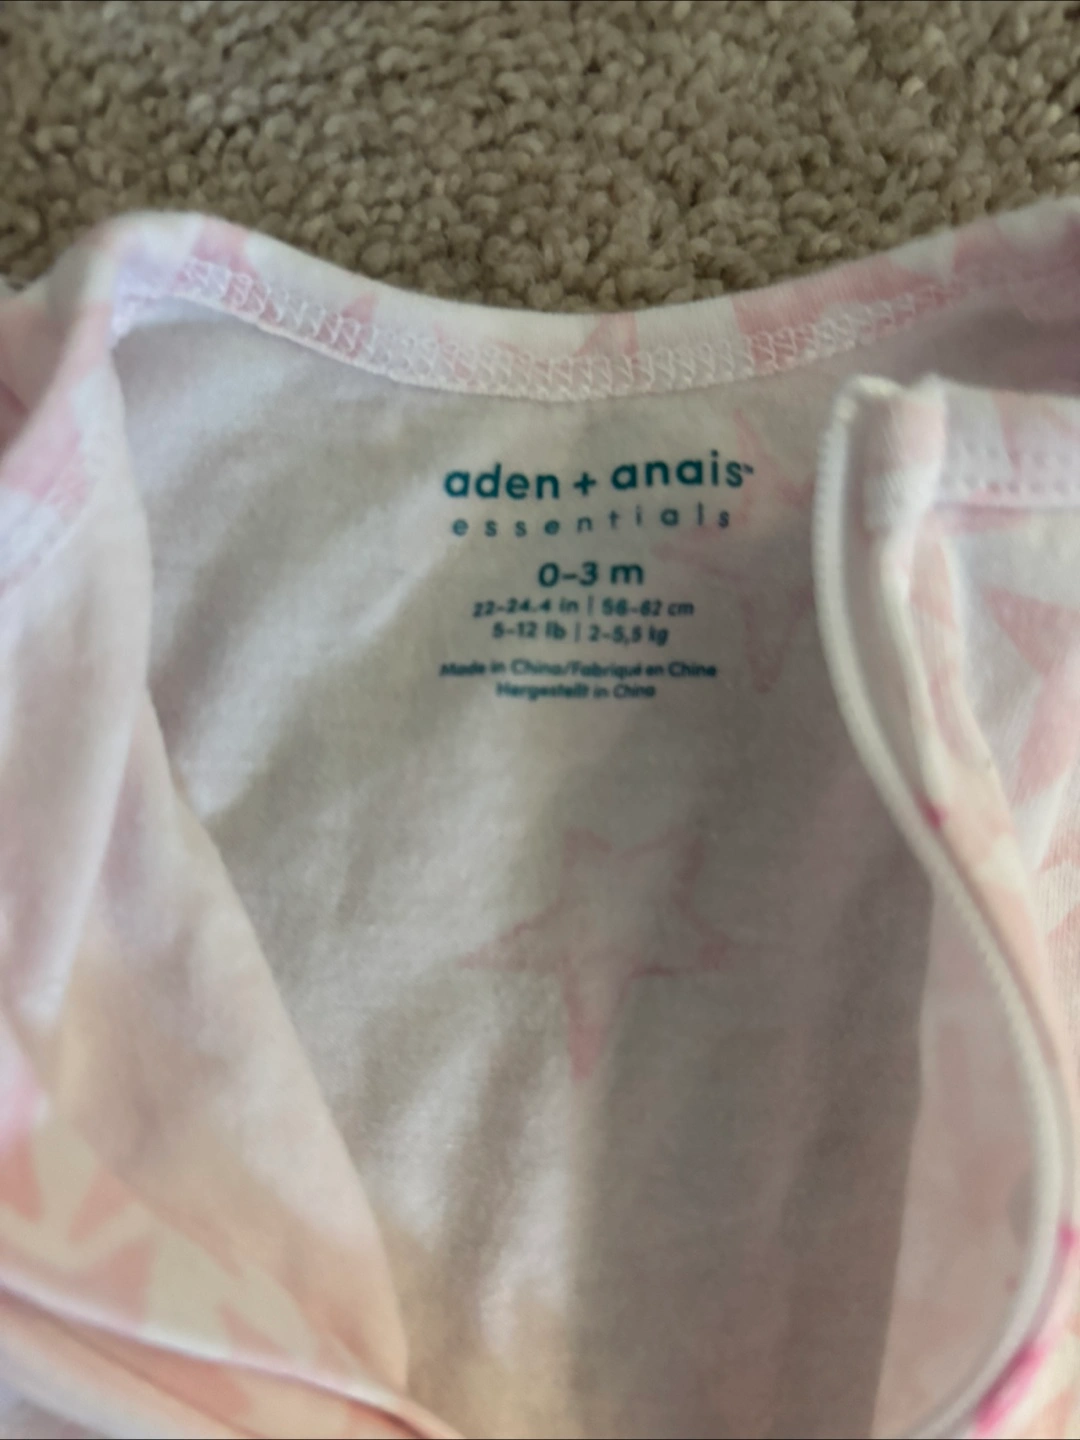 aden + anais™
essentials
0-3 m
22-24.4 in | 56-62 cm
5-12 lb | 2-5,5 kg
Made in China/Fabriqué en Chine
Hergestellt in China